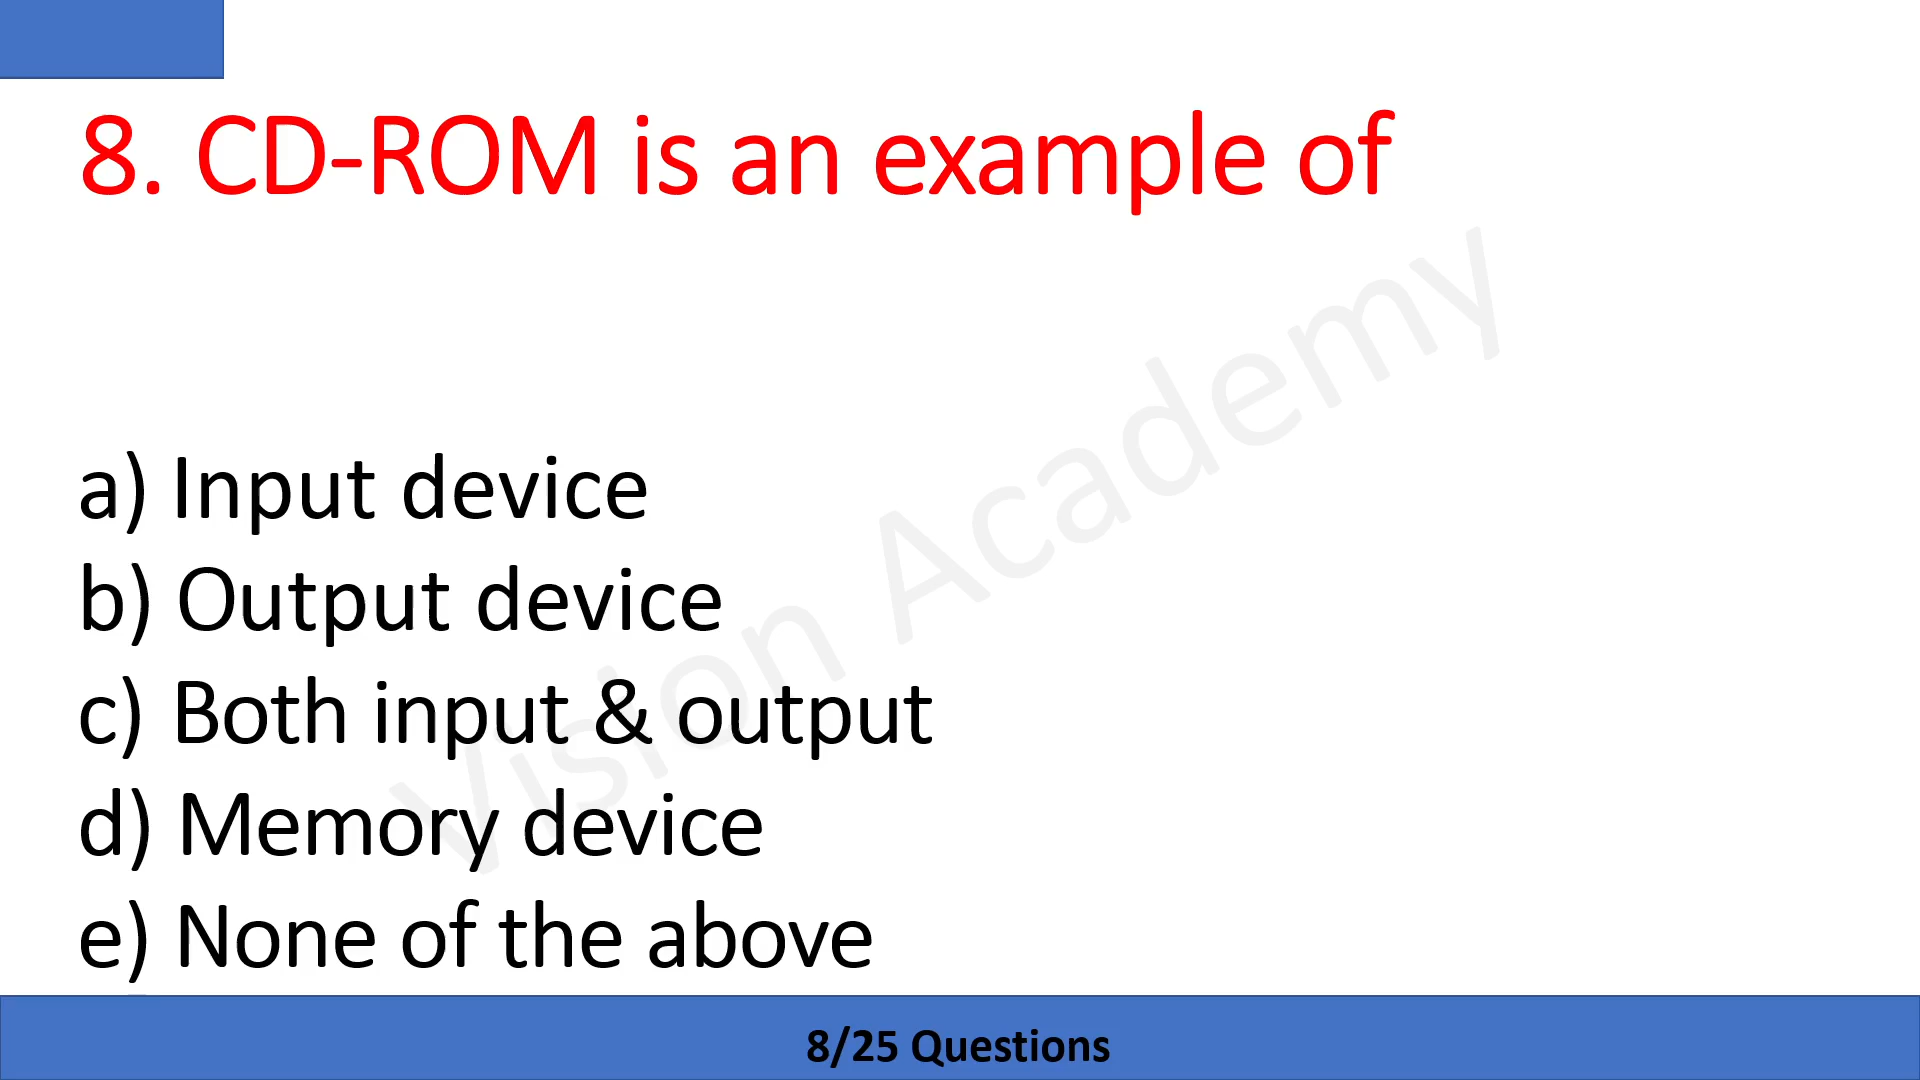 8. CD-ROM is an example of
a) Input device
b) Output device
c) Both input & output
d) Memory device
e) None of the above
Vision Academy
8/25 Questions